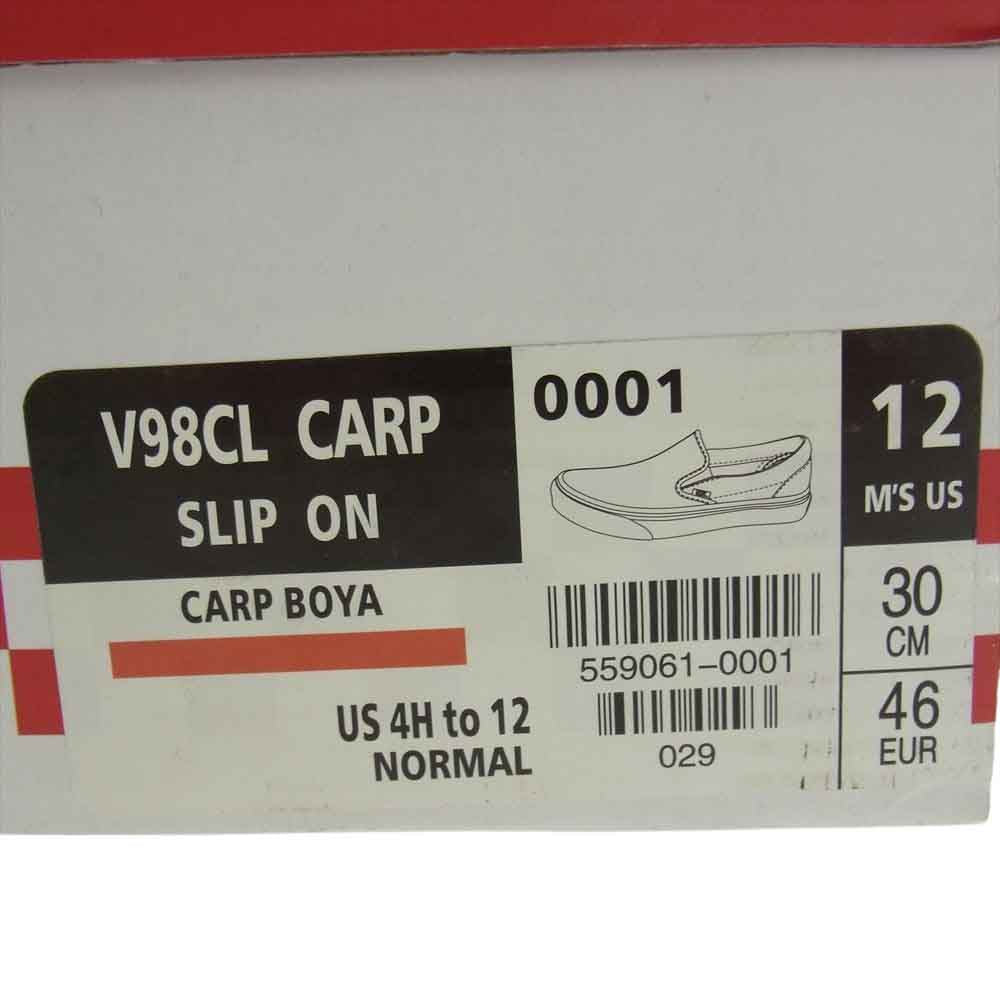 V98CL CARP
SLIP ON
CARP BOYA
US 4H to 12
NORMAL
0001
559061-0001
029
12
M'S US
30
CM
46
EUR